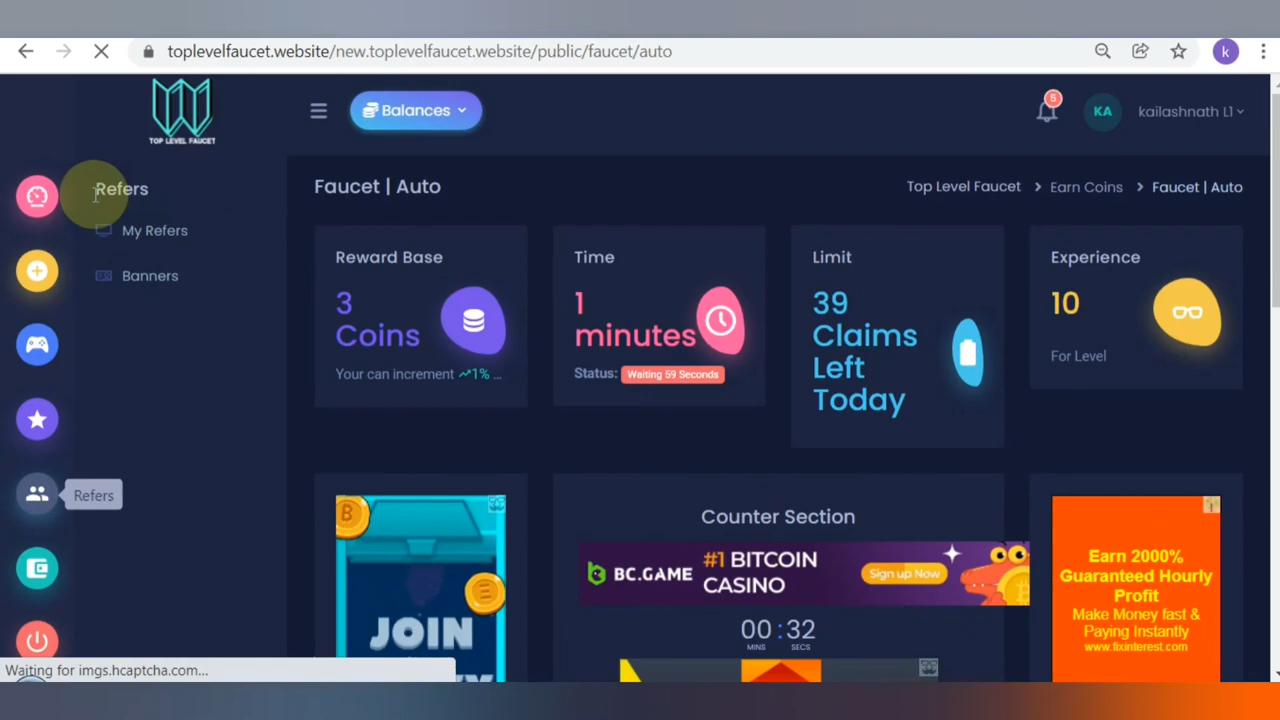 toplevelfaucet.website/new.toplevelfaucet.website/public/faucet/auto
k
TOP LEVEL FAUCET
Balances
5
KA
kailashnath L1
Refers
My Refers
Banners
Refers
Faucet | Auto
Top Level Faucet > Earn Coins > Faucet | Auto
Reward Base
3
Coins
Your can increment 1% ...
Time
1
minutes
Status: Waiting 59 Seconds
Limit
39
Claims
Left
Today
Experience
10
For Level
JOIN
Counter Section
BC.GAME
#1 BITCOIN
CASINO
Sign up Now
00 : 32
MINS SECS
Earn 2000%
Guaranteed Hourly
Profit
Make Money fast &
Paying Instantly
www.fixinterest.com
Waiting for imgs.hcaptcha.com...